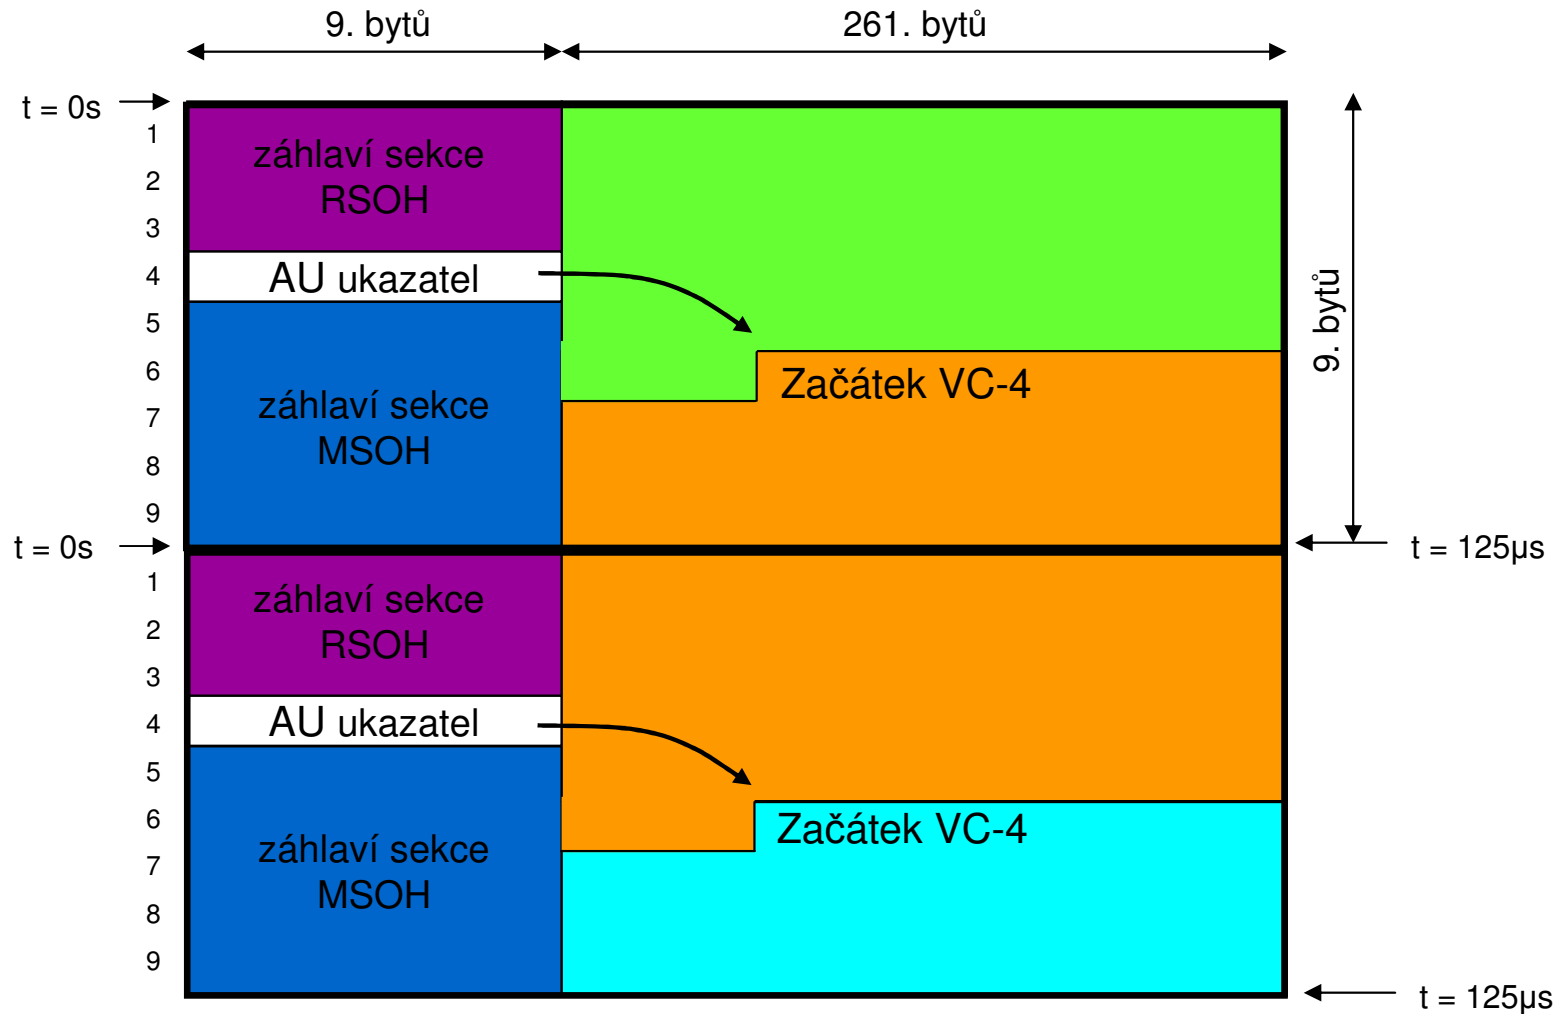 9. bytů
261. bytů
t = 0s
1
2
3
4
5
6
7
8
9
záhlaví sekce
RSOH
AU ukazatel
záhlaví sekce
MSOH
Začátek VC-4
9. bytů
t = 0s
t = 125µs
1
2
3
4
5
6
7
8
9
záhlaví sekce
RSOH
AU ukazatel
záhlaví sekce
MSOH
Začátek VC-4
t = 125µs